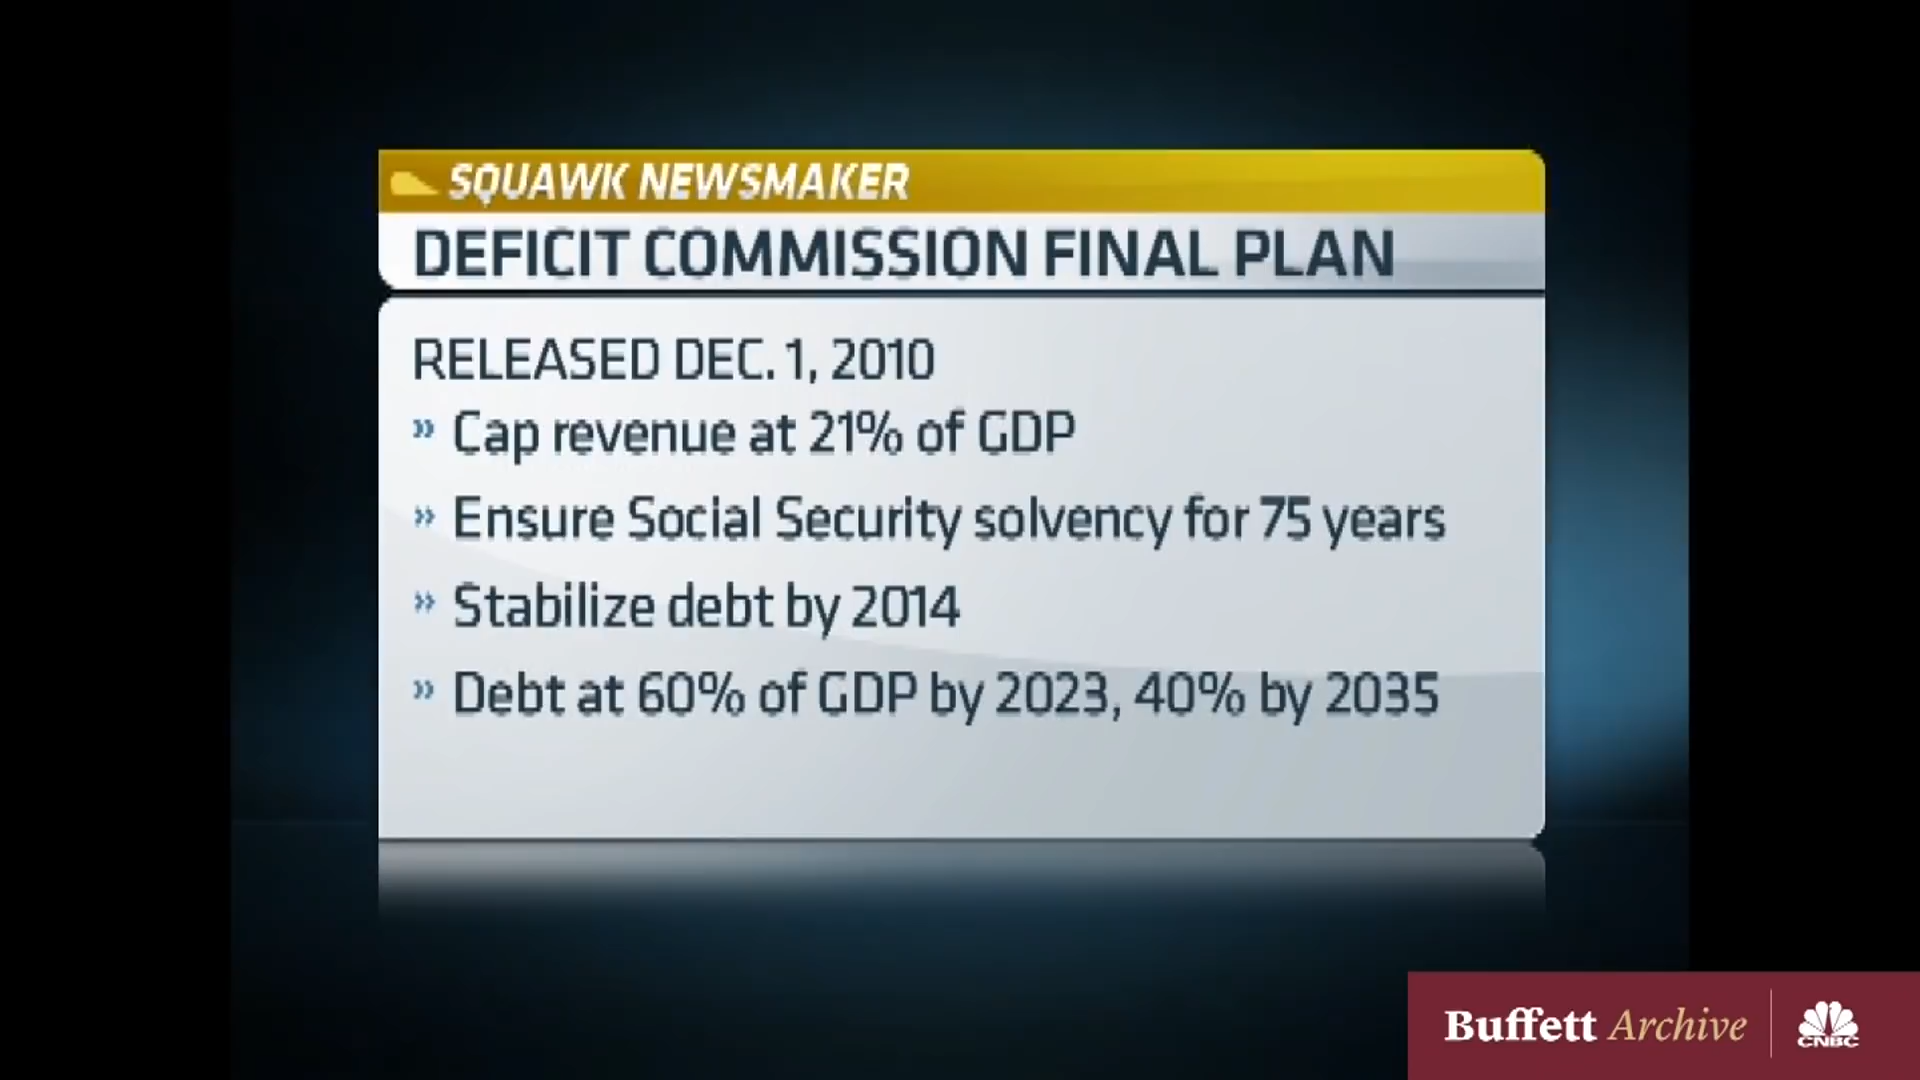 SQUAWK NEWSMAKER
DEFICIT COMMISSION FINAL PLAN
RELEASED DEC. 1, 2010
» Cap revenue at 21% of GDP
» Ensure Social Security solvency for 75 years
» Stabilize debt by 2014
» Debt at 60% of GDP by 2023, 40% by 2035
Buffett Archive
CNBC